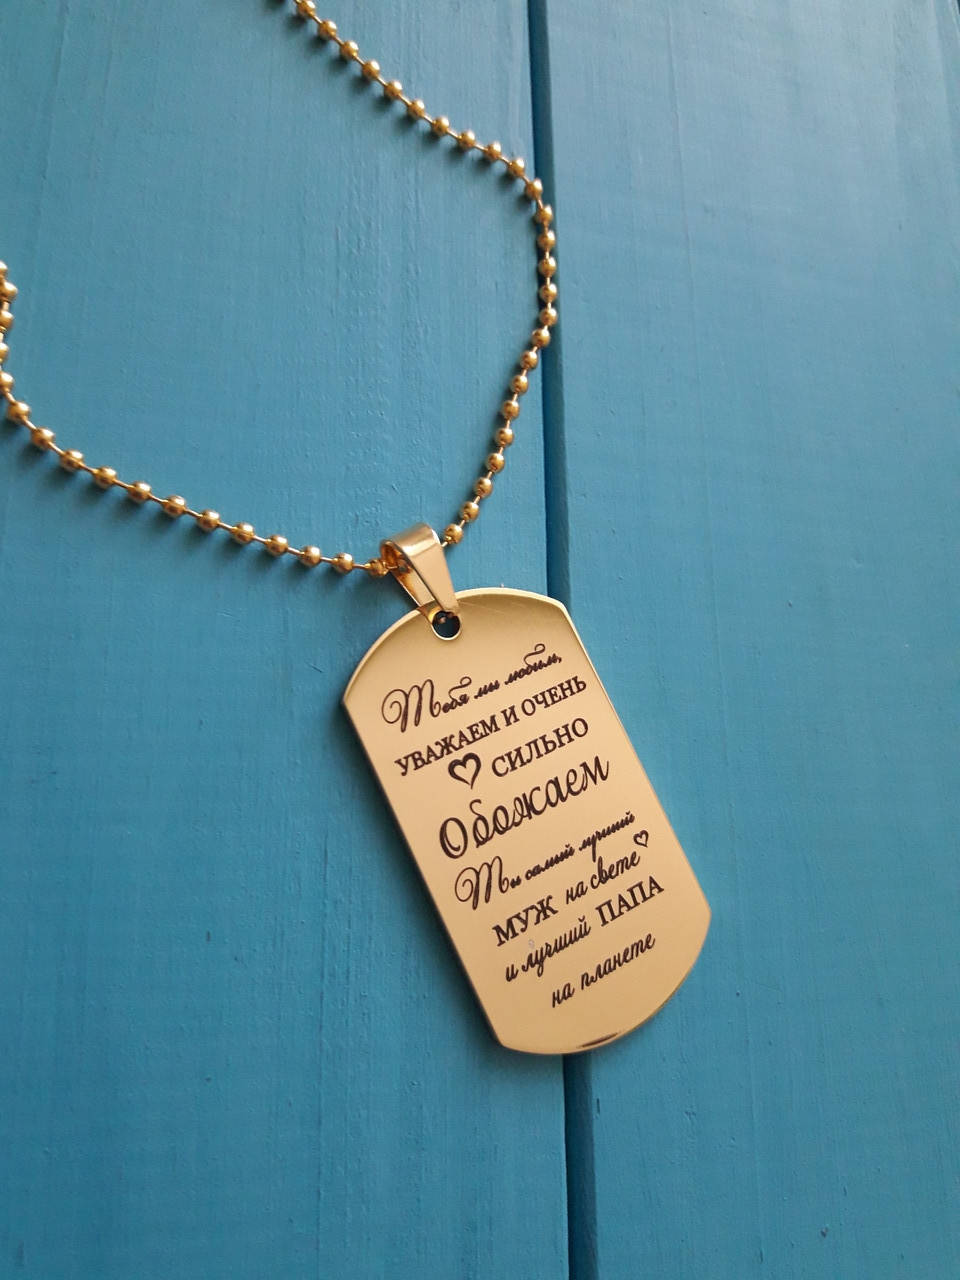 Тебя мы любим,
УВАЖАЕМ И ОЧЕНЬ
СИЛЬНО
Обожаем
Ты самый лучший
МУЖ на свете
и лучший ПАПА
на планете